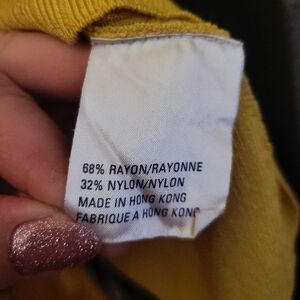 68% RAYON/RAYONNE
32% NYLON/NYLON
MADE IN HONG KONG
FABRIQUE A HONG KONG